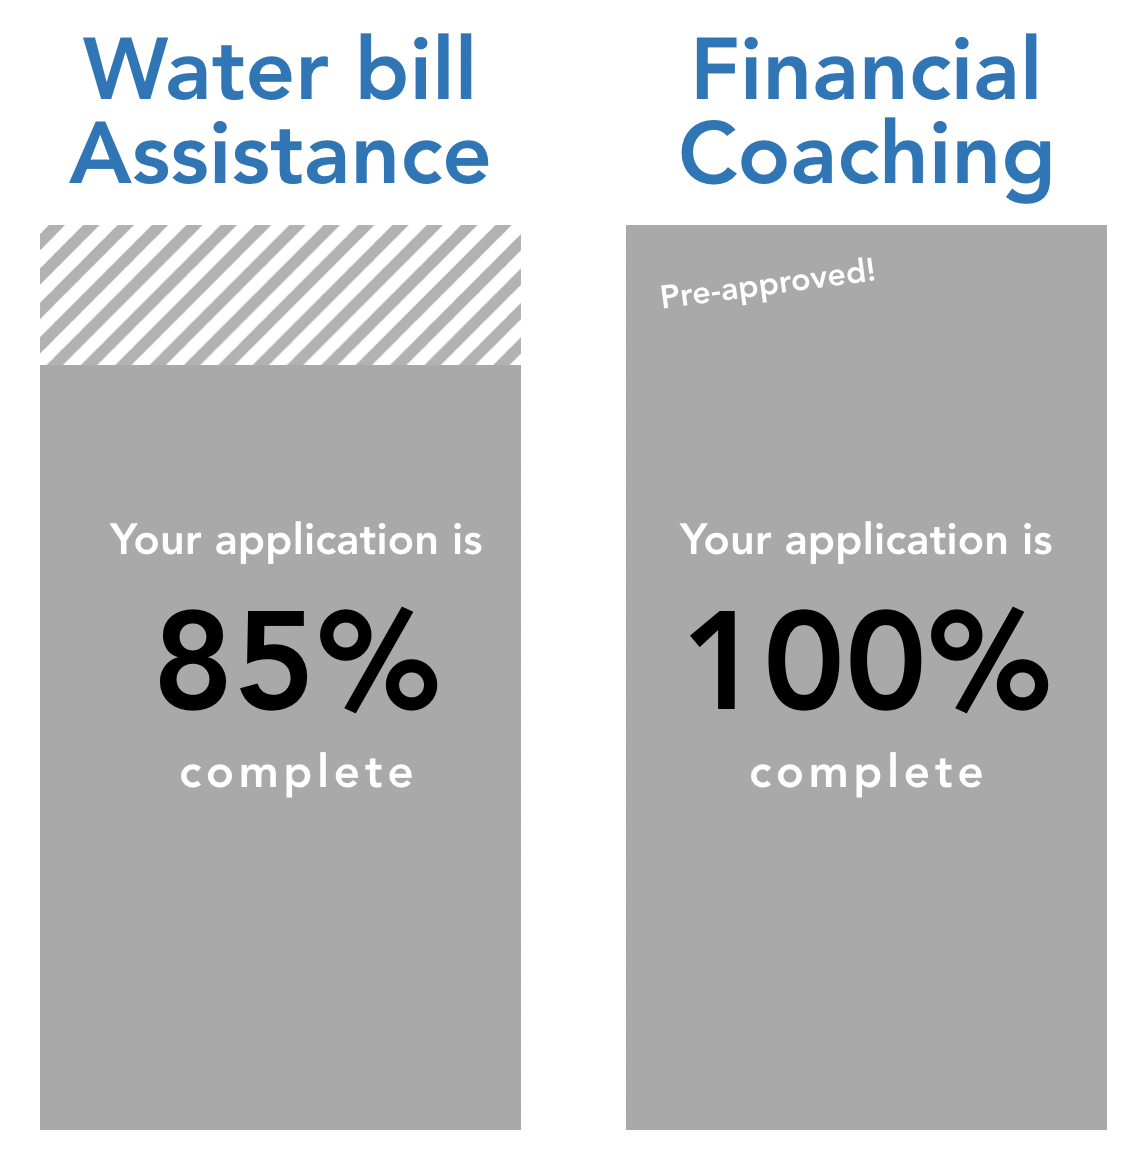 Water bill
Assistance
Your application is
85%
complete
Financial
Coaching
Pre-approved!
Your application is
100%
complete